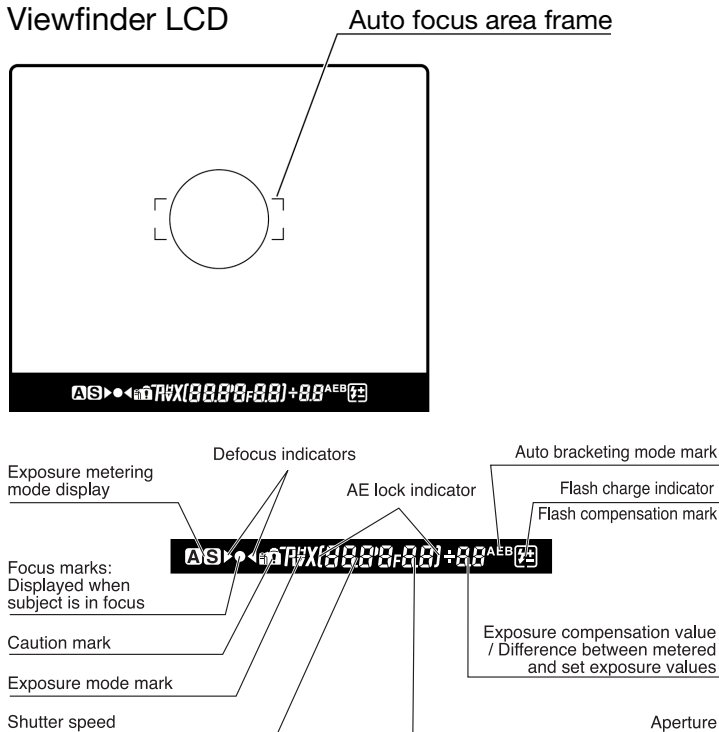 Viewfinder LCD
Auto focus area frame
AEB
Defocus indicators
Auto bracketing mode mark
Exposure metering
mode display
AE lock indicator
Flash charge indicator
Flash compensation mark
AEB
Focus marks:
Displayed when
subject is in focus
Caution mark
Exposure compensation value
/ Difference between metered
and set exposure values
Exposure mode mark
Shutter speed
Aperture